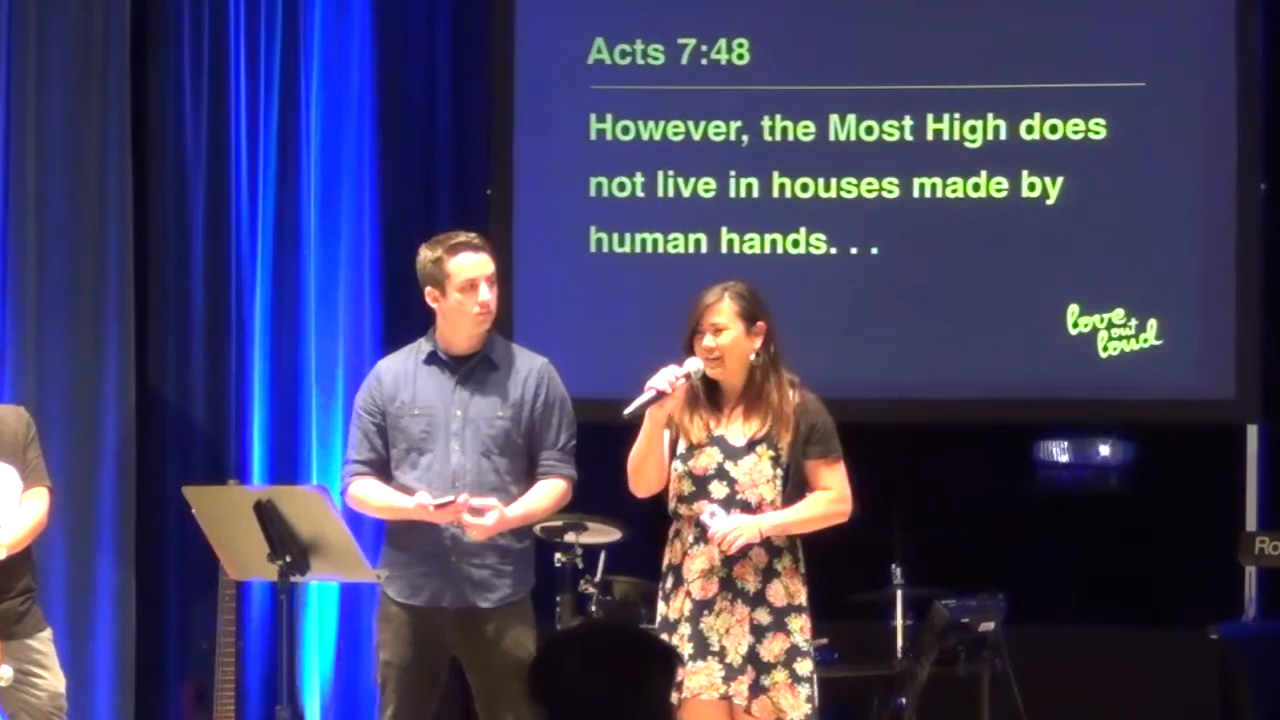 Acts 7:48
However, the Most High does
not live in houses made by
human hands. . .
love
out
loud
Ro